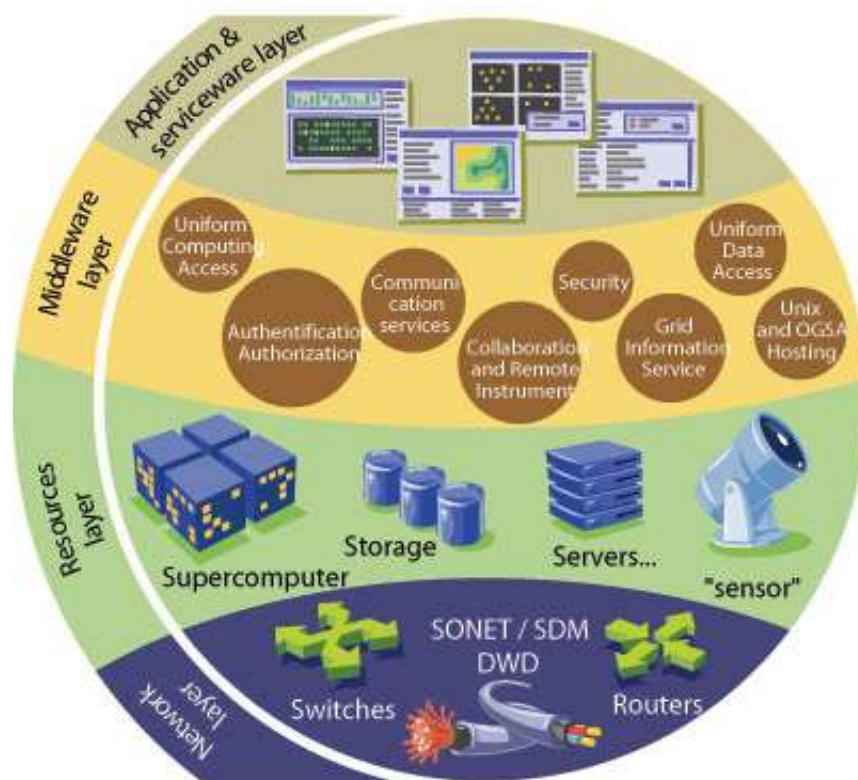 Application &
serviceware layer
Middleware
layer
Uniform
Computing
Access
Authentification
Authorization
Communi
cation
services
Collaboration
and Remote
Instrument
Security
Grid
Information
Service
Uniform
Data
Access
Unix
and OGSA
Hosting
Resources
layer
Supercomputer
Storage
Servers...
"sensor"
Network
layer
Switches
SONET / SDM
DWD
Routers